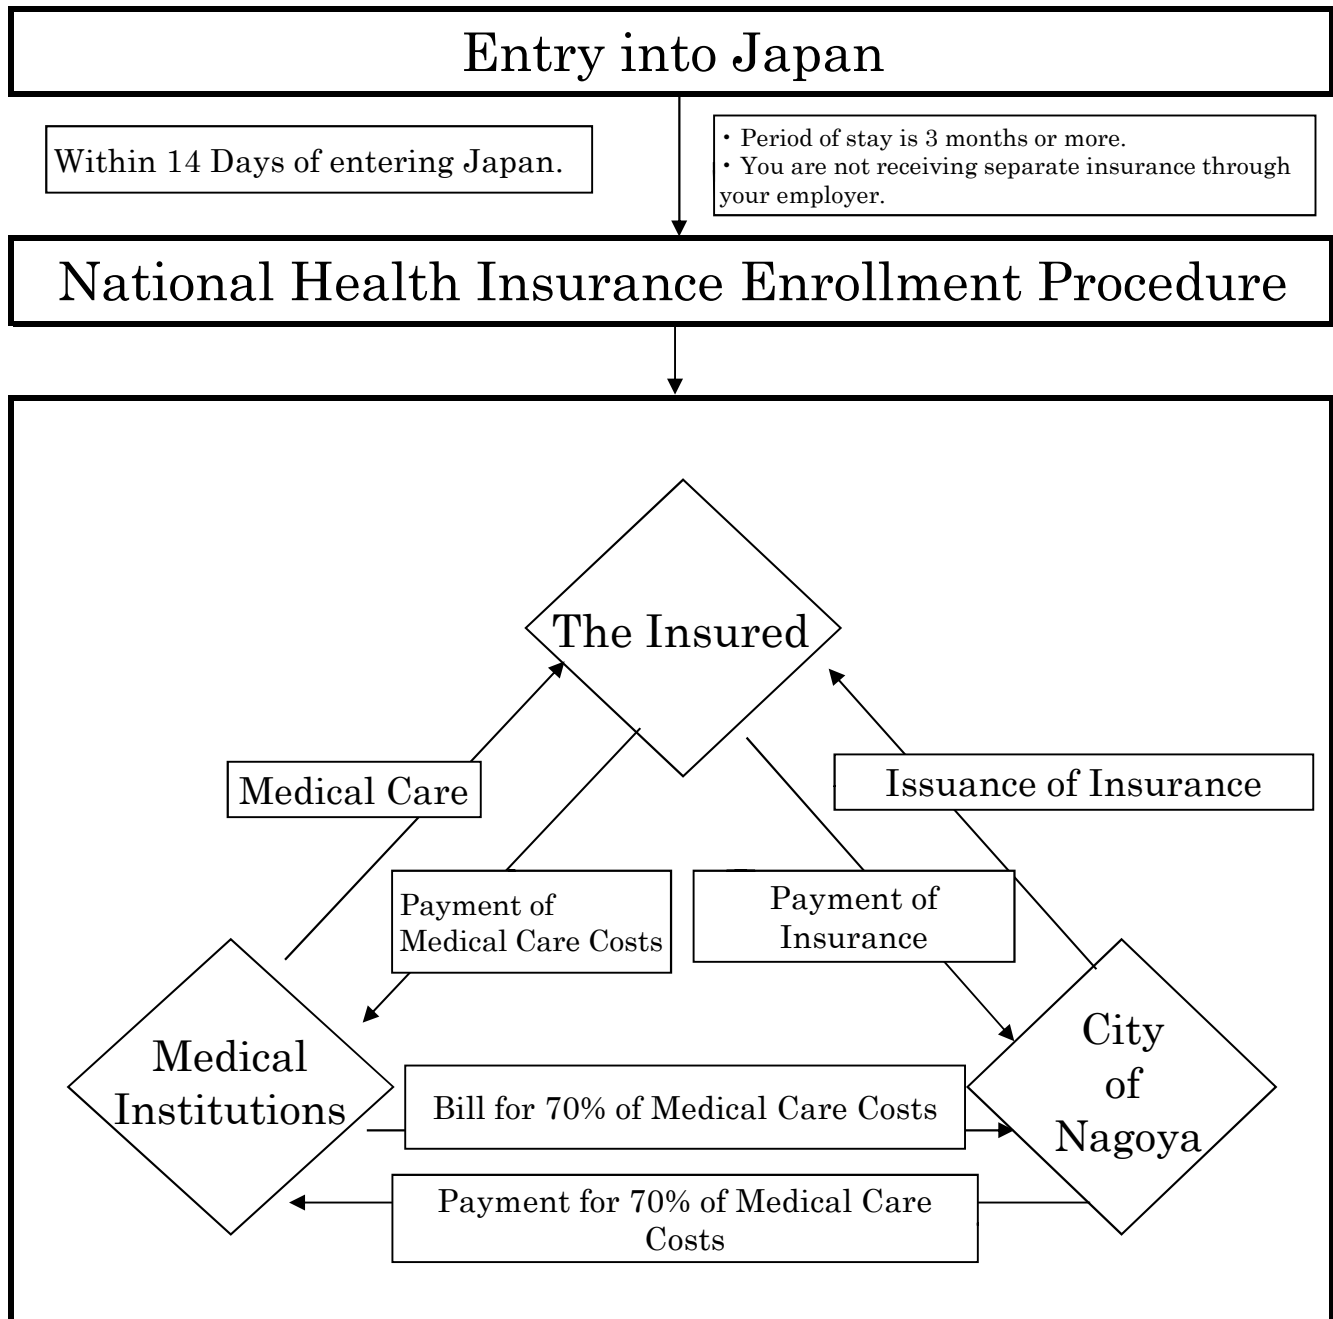 Entry into Japan
Within 14 Days of entering Japan.
・Period of stay is 3 months or more.
・You are not receiving separate insurance through
your employer.
National Health Insurance Enrollment Procedure
The Insured
Medical Care
Issuance of Insurance
Payment of
Medical Care Costs
Payment of
Insurance
Medical
Institutions
City
of
Nagoya
Bill for 70% of Medical Care Costs
Payment for 70% of Medical Care
Costs